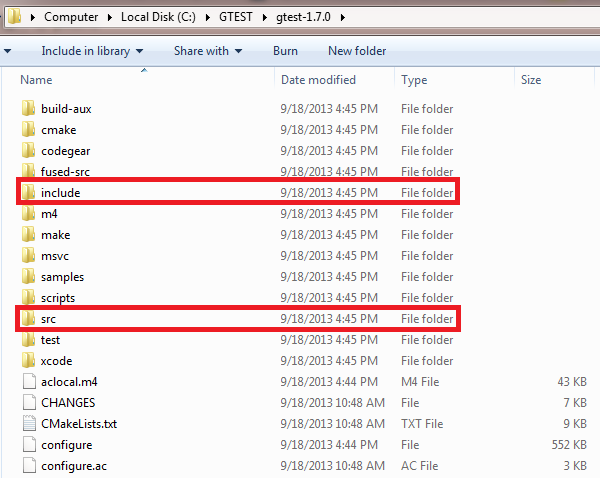 Computer Local Disk (C:) GTEST gtest-1.7.0
Include in library Share with Burn New folder
Name Date modified Type Size
build-aux 9/18/2013 4:45 PM File folder
cmake 9/18/2013 4:45 PM File folder
codegear 9/18/2013 4:45 PM File folder
fused-src 9/18/2013 4:45 PM File folder
include 9/18/2013 4:45 PM File folder
m4 9/18/2013 4:45 PM File folder
make 9/18/2013 4:45 PM File folder
msvc 9/18/2013 4:45 PM File folder
samples 9/18/2013 4:45 PM File folder
scripts 9/18/2013 4:45 PM File folder
src 9/18/2013 4:45 PM File folder
test 9/18/2013 4:45 PM File folder
xcode 9/18/2013 4:45 PM File folder
aclocal.m4 9/18/2013 4:44 PM M4 File 43 KB
CHANGES 9/18/2013 10:48 AM File 7 KB
CMakeLists.txt 9/18/2013 10:48 AM TXT File 9 KB
configure 9/18/2013 4:44 PM File 552 KB
configure.ac 9/18/2013 10:48 AM AC File 3 KB